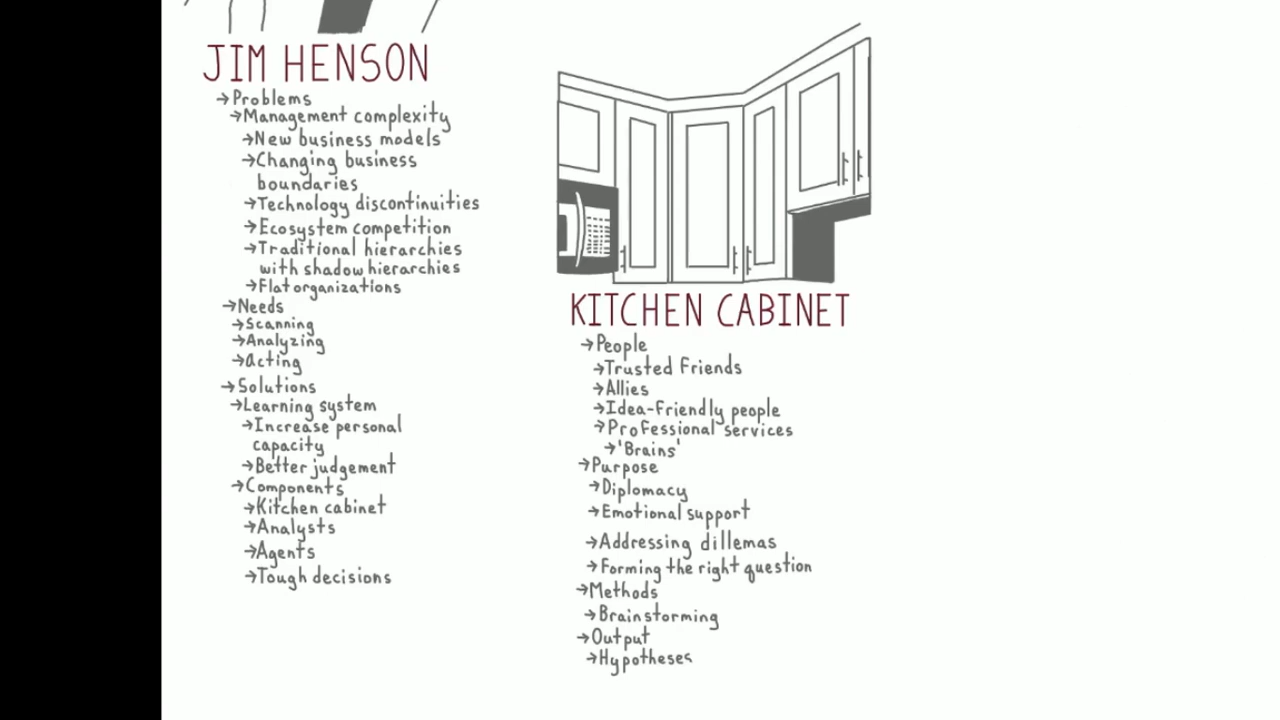 JIM HENSON
→Problems
→Management complexity
→New business models
→Changing business
boundaries
→Technology discontinuities
→Ecosystem competition
→Traditional hierarchies
with shadow hierarchies
→Flat organizations
→Needs
→Scanning
→Analyzing
→Acting
→Solutions
→Learning system
→Increase personal
capacity
→Better judgement
→Components
→Kitchen cabinet
→Analysts
→Agents
→Tough decisions
KITCHEN CABINET
→People
→Trusted Friends
→Allies
→Idea-Friendly people
→Professional services
→'Brains'
→Purpose
→Diplomacy
→Emotional support
→Addressing dillemas
→Forming the right question
→Methods
→Brainstorming
→Output
→Hypotheses